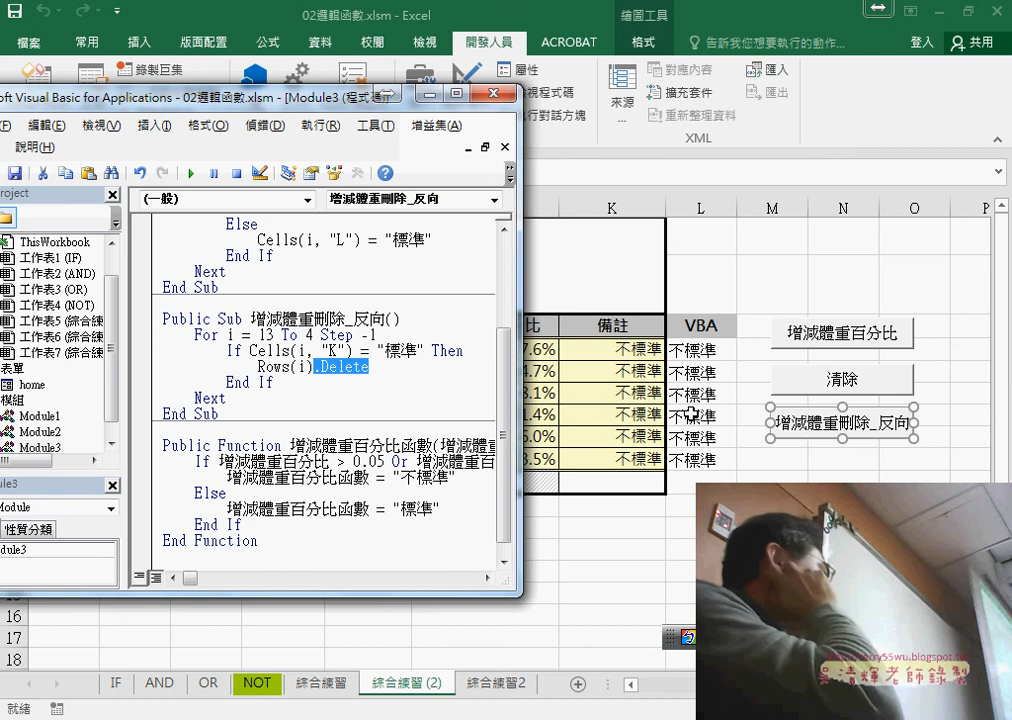 02邏輯函數.xlsm - Excel
繪圖工具
檔案 常用 插入 版面配置 公式 資料 校閱 檢視 開發人員 ACROBAT 格式 告訴我您想要執行的動作... 登入 共用
錄製巨集 屬性 對應內容 匯入
檢視程式碼 來源 擴充套件 匯出
行對話方塊 ... 重新整理資料
XML
oft Visual Basic for Applications - 02邏輯函數.xlsm - [Module3 (程式碼)]
(F) 編輯(E) 檢視(V) 插入(I) 格式(O) 偵錯(D) 執行(R) 工具(T) 增益集(A)
說明(H)
roject
(一般) 增減體重刪除_反向
ThisWorkbook
工作表1 (IF)
工作表2 (AND)
工作表3 (OR)
工作表4 (NOT)
工作表5 (綜合練
工作表6 (綜合練
工作表7 (綜合練
表單
home
模組
Module1
Module2
Module3
ule3
Module
性質分類
dule3
Else
Cells(i, "L") = "標準"
End If
Next
End Sub
Public Sub 增減體重刪除_反向()
For i = 13 To 4 Step -1
If Cells(i, "K") = "標準" Then
Rows(i).Delete
End If
Next
End Sub
Public Function 增減體重百分比函數(增減體重
If 增減體重百分比 > 0.05 Or 增減體重百
增減體重百分比函數 = "不標準"
Else
增減體重百分比函數 = "標準"
End If
End Function
K L M N O P
比 備註 VBA
7.6% 不標準 不標準
4.7% 不標準 不標準
3.1% 不標準 不標準
1.4% 不標準 不標準
5.0% 不標準 不標準
3.5% 不標準 不標準
增減體重百分比
清除
增減體重刪除_反向
16
17
18
IF AND OR NOT 綜合練習 綜合練習 (2) 綜合練習2
就緒
吳清輝老師錄製